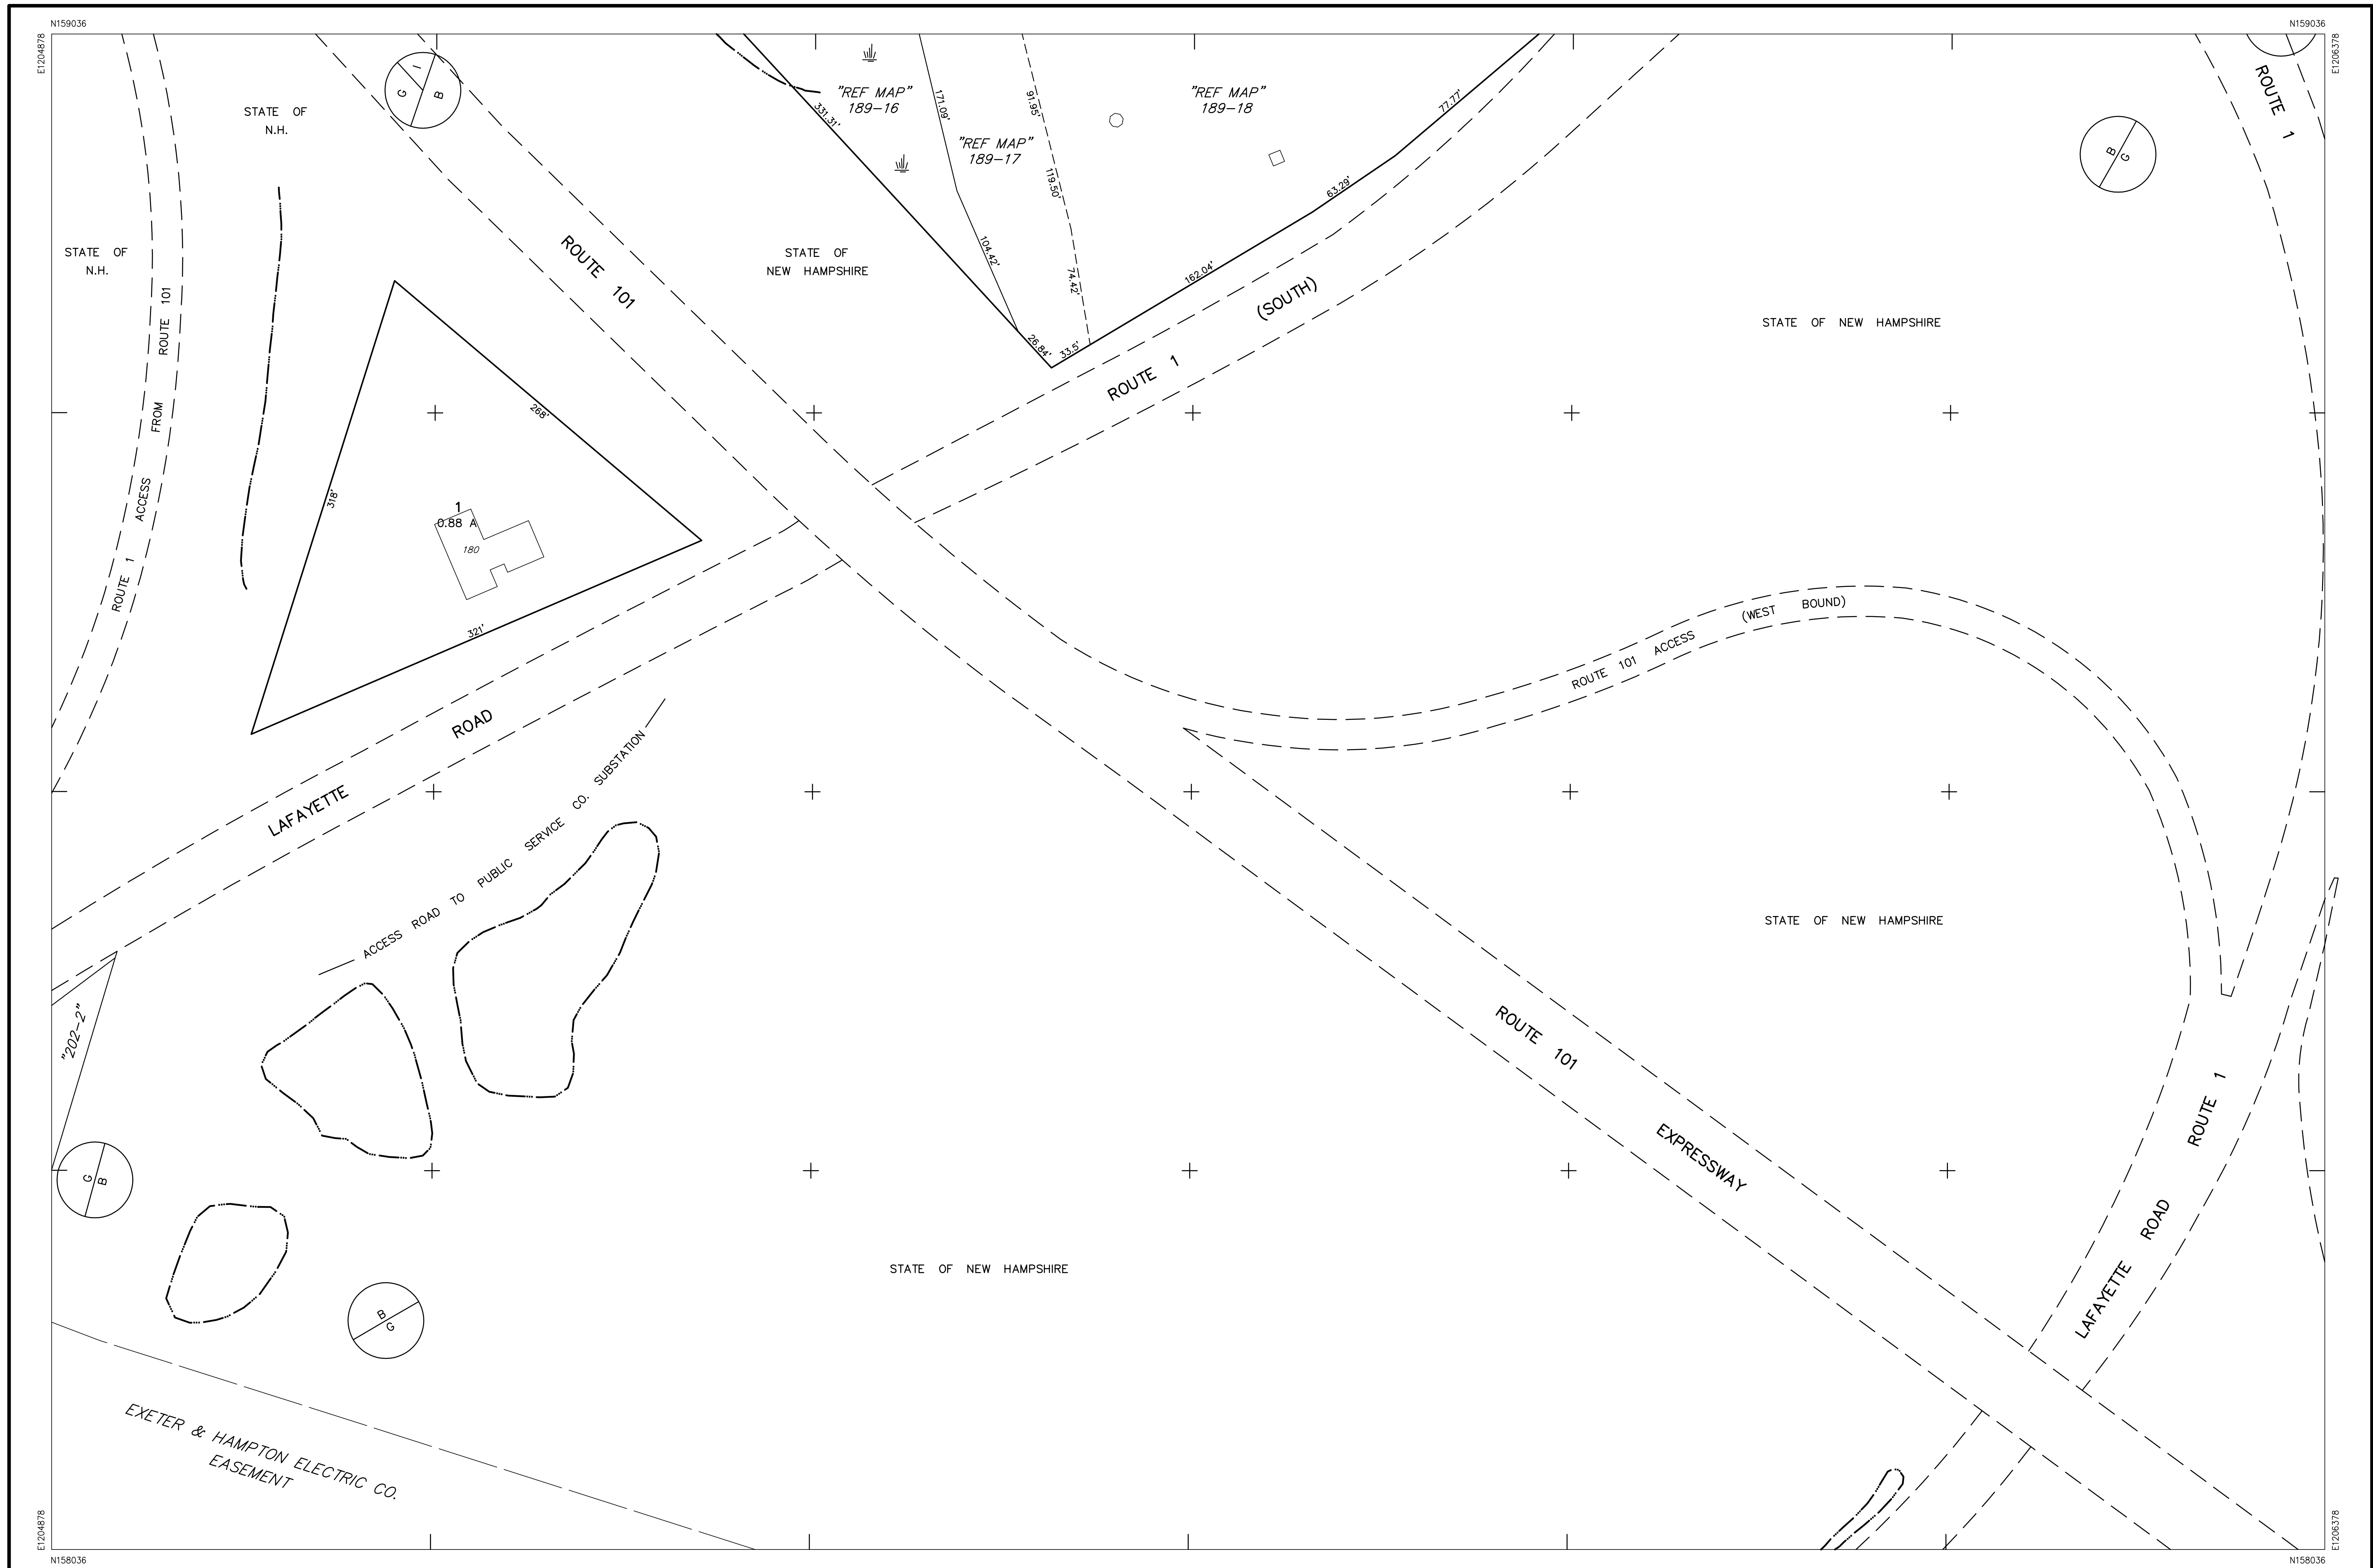 N159036
N159036
E1204878
E1206378
G
I
B
STATE OF
N.H.
"REF MAP"
189-16
171.09'
331.31'
"REF MAP"
189-17
91.95'
119.50'
"REF MAP"
189-18
77.77'
63.29'
ROUTE 1
B
G
STATE OF
N.H.
ROUTE 101
STATE OF
NEW HAMPSHIRE
104.42'
74.42'
162.04'
(SOUTH)
26.84'
33.5'
ROUTE 1
STATE OF NEW HAMPSHIRE
ROUTE 1 ACCESS FROM ROUTE 101
268'
318'
1
0.88 A
180
321'
LAFAYETTE ROAD
ROUTE 101 ACCESS (WEST BOUND)
ACCESS ROAD TO PUBLIC SERVICE CO. SUBSTATION
STATE OF NEW HAMPSHIRE
"202-2"
G
B
ROUTE 101
EXPRESSWAY
ROUTE 1
LAFAYETTE ROAD
STATE OF NEW HAMPSHIRE
B
G
EXETER & HAMPTON ELECTRIC CO.
EASEMENT
E1204878
E1206378
N158036
N158036